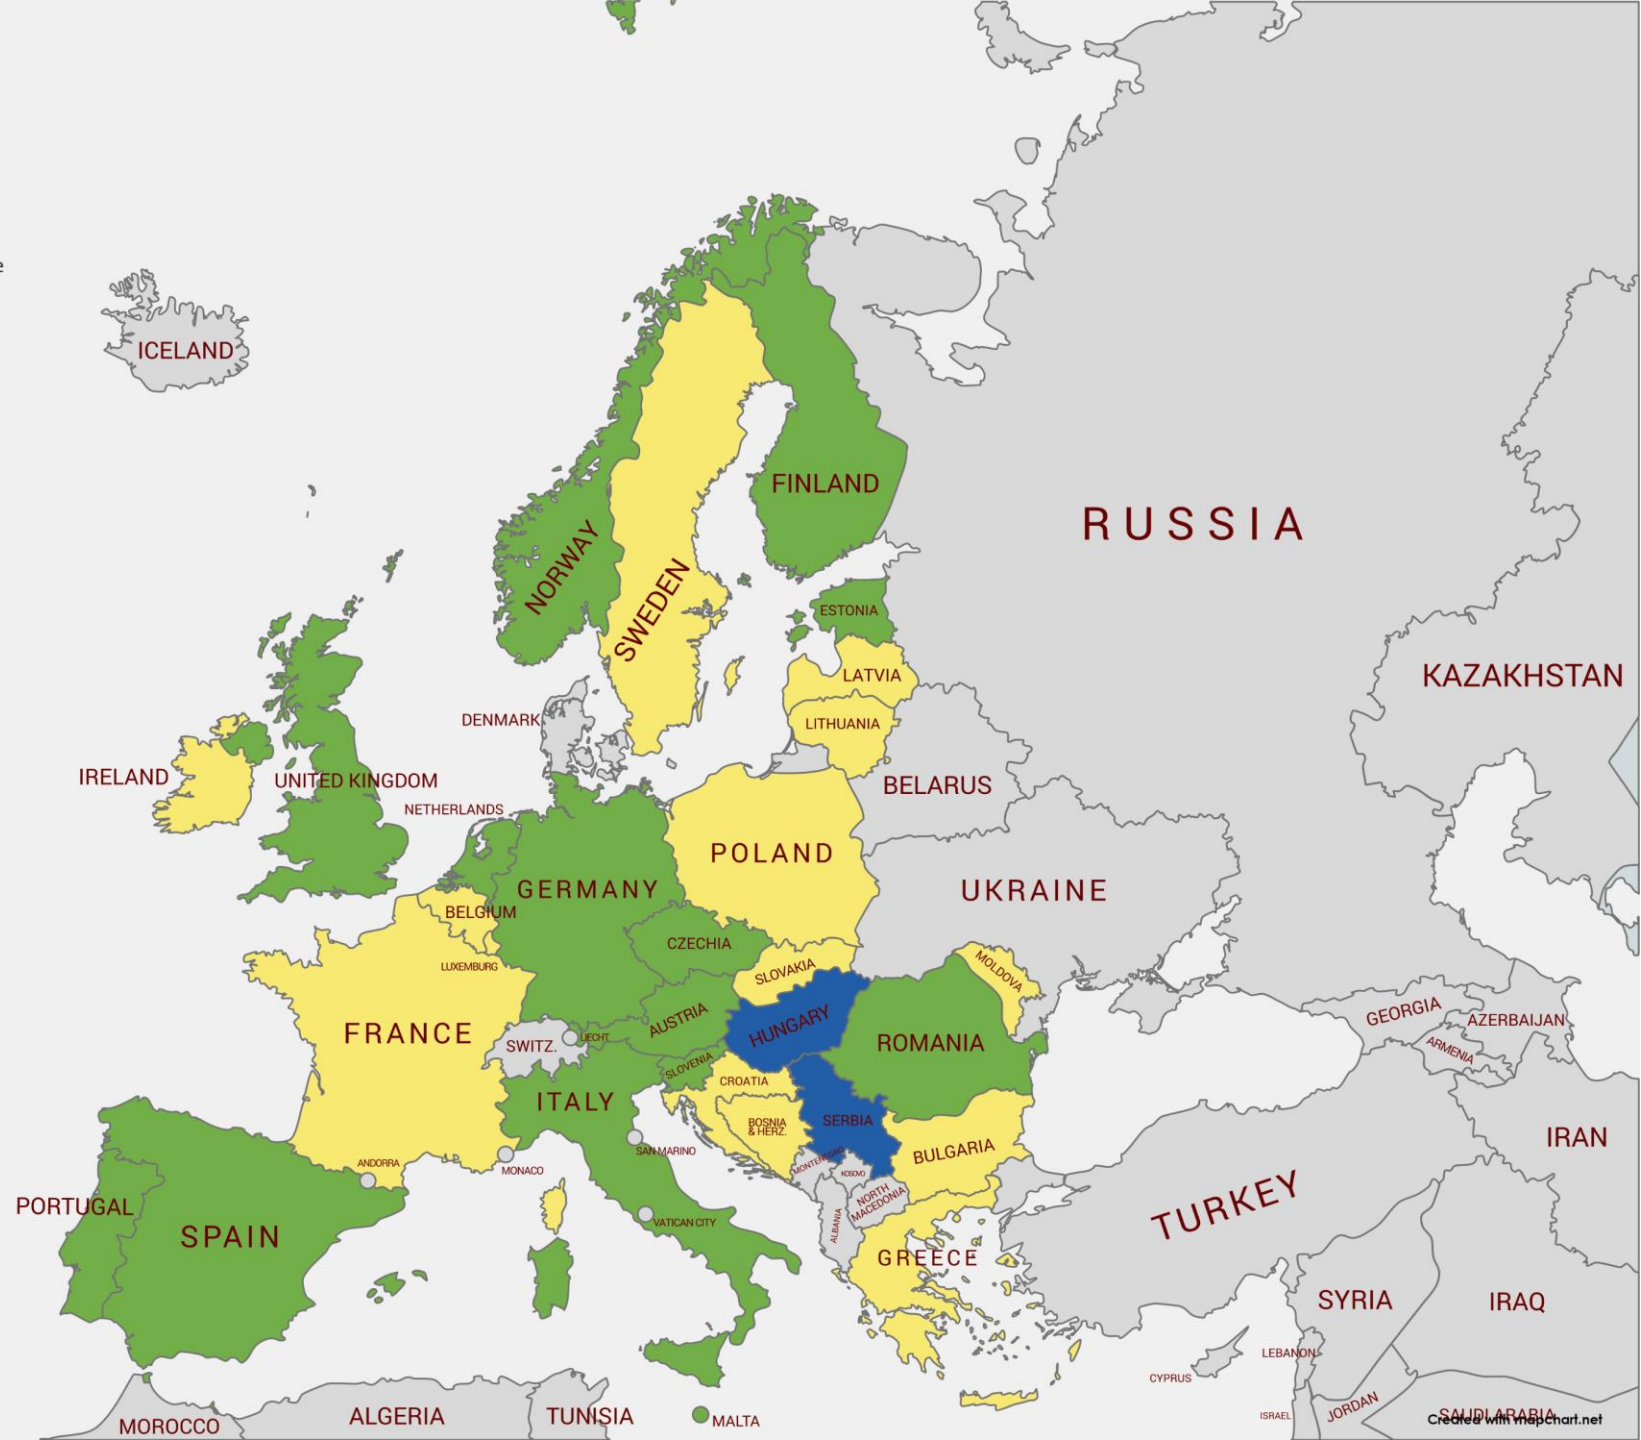 e
ICELAND
FINLAND
RUSSIA
NORWAY
SWEDEN
ESTONIA
LATVIA
KAZAKHSTAN
DENMARK
LITHUANIA
IRELAND
UNITED KINGDOM
BELARUS
NETHERLANDS
POLAND
GERMANY
UKRAINE
BELGIUM
CZECHIA
LUXEMBURG
SLOVAKIA
MOLDOVA
FRANCE
SWITZ.
LIECHT
AUSTRIA
HUNGARY
ROMANIA
GEORGIA
AZERBAIJAN
ARMENIA
SLOVENIA
CROATIA
ITALY
BOSNIA
& HERZ.
SERBIA
IRAN
SAN MARINO
BULGARIA
ANDORRA
MONACO
MONTENEGRO
KOSOVO
PORTUGAL
NORTH
MACEDONIA
TURKEY
SPAIN
VATICAN CITY
ALBANIA
GREECE
SYRIA
IRAQ
LEBANON
CYPRUS
MOROCCO
ALGERIA
TUNISIA
MALTA
ISRAEL
JORDAN
SAUDI ARABIA
Created with mapchart.net